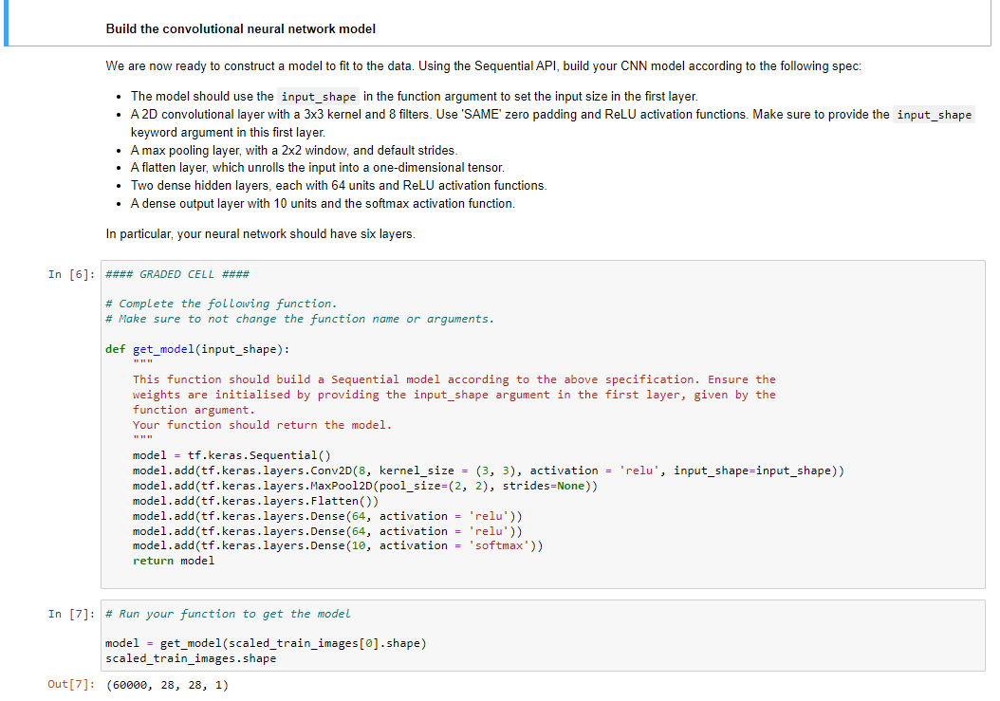 Build the convolutional neural network model
We are now ready to construct a model to fit to the data. Using the Sequential API, build your CNN model according to the following spec:
• The model should use the input_shape in the function argument to set the input size in the first layer.
• A 2D convolutional layer with a 3x3 kernel and 8 filters. Use 'SAME' zero padding and ReLU activation functions. Make sure to provide the input_shape
keyword argument in this first layer.
• A max pooling layer, with a 2x2 window, and default strides.
• A flatten layer, which unrolls the input into a one-dimensional tensor.
• Two dense hidden layers, each with 64 units and ReLU activation functions.
• A dense output layer with 10 units and the softmax activation function.
In particular, your neural network should have six layers.
In [6]: #### GRADED CELL ####
# Complete the following function.
# Make sure to not change the function name or arguments.
def get_model(input_shape):
"""
This function should build a Sequential model according to the above specification. Ensure the
weights are initialised by providing the input_shape argument in the first layer, given by the
function argument.
Your function should return the model.
"""
model = tf.keras.Sequential()
model.add(tf.keras.layers.Conv2D(8, kernel_size = (3, 3), activation = 'relu', input_shape=input_shape))
model.add(tf.keras.layers.MaxPool2D(pool_size=(2, 2), strides=None))
model.add(tf.keras.layers.Flatten())
model.add(tf.keras.layers.Dense(64, activation = 'relu'))
model.add(tf.keras.layers.Dense(64, activation = 'relu'))
model.add(tf.keras.layers.Dense(10, activation = 'softmax'))
return model
In [7]: # Run your function to get the model
model = get_model(scaled_train_images[0].shape)
scaled_train_images.shape
Out[7]: (60000, 28, 28, 1)